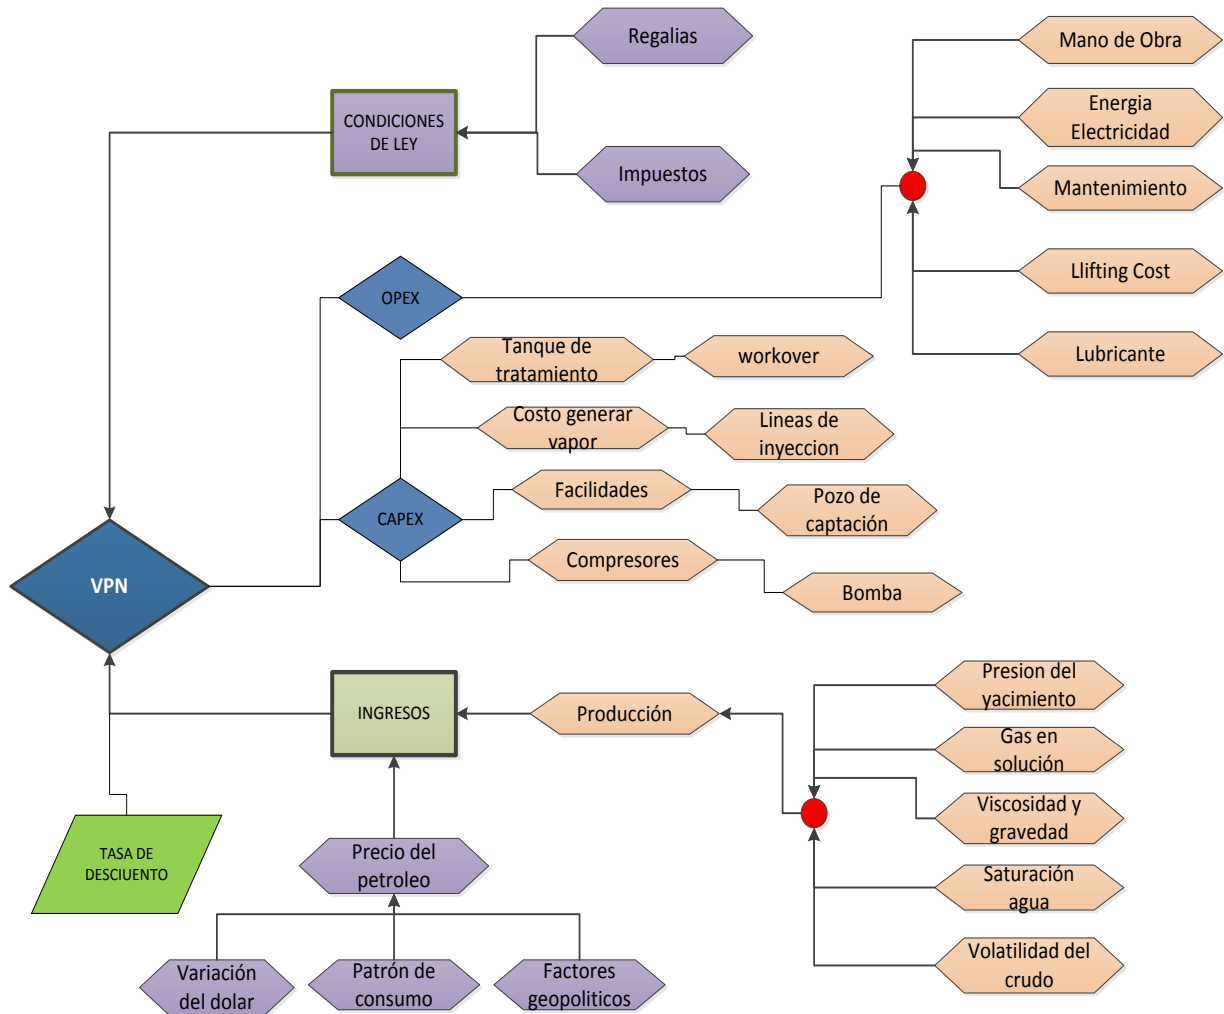 Regalias
CONDICIONES
DE LEY
Impuestos
Mano de Obra
Energia
Electricidad
Mantenimiento
Llifting Cost
Lubricante
OPEX
Tanque de
tratamiento
workover
Costo generar
vapor
Lineas de
inyeccion
CAPEX
Facilidades
Pozo de
captación
Compresores
Bomba
VPN
INGRESOS
Producción
Presion del
yacimiento
Gas en
solución
Viscosidad y
gravedad
Saturación
agua
Volatilidad del
crudo
TASA DE
DESCIUENTO
Precio del
petroleo
Variación
del dolar
Patrón de
consumo
Factores
geopoliticos